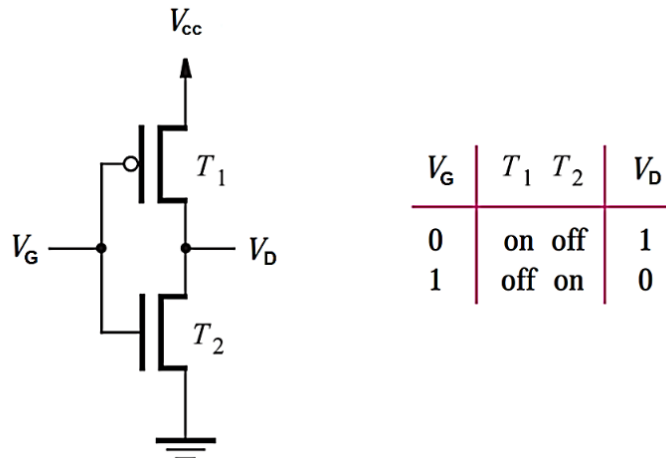 Vcc
T1
VG VD
T2
VG T1 T2 VD
0 on off 1
1 off on 0